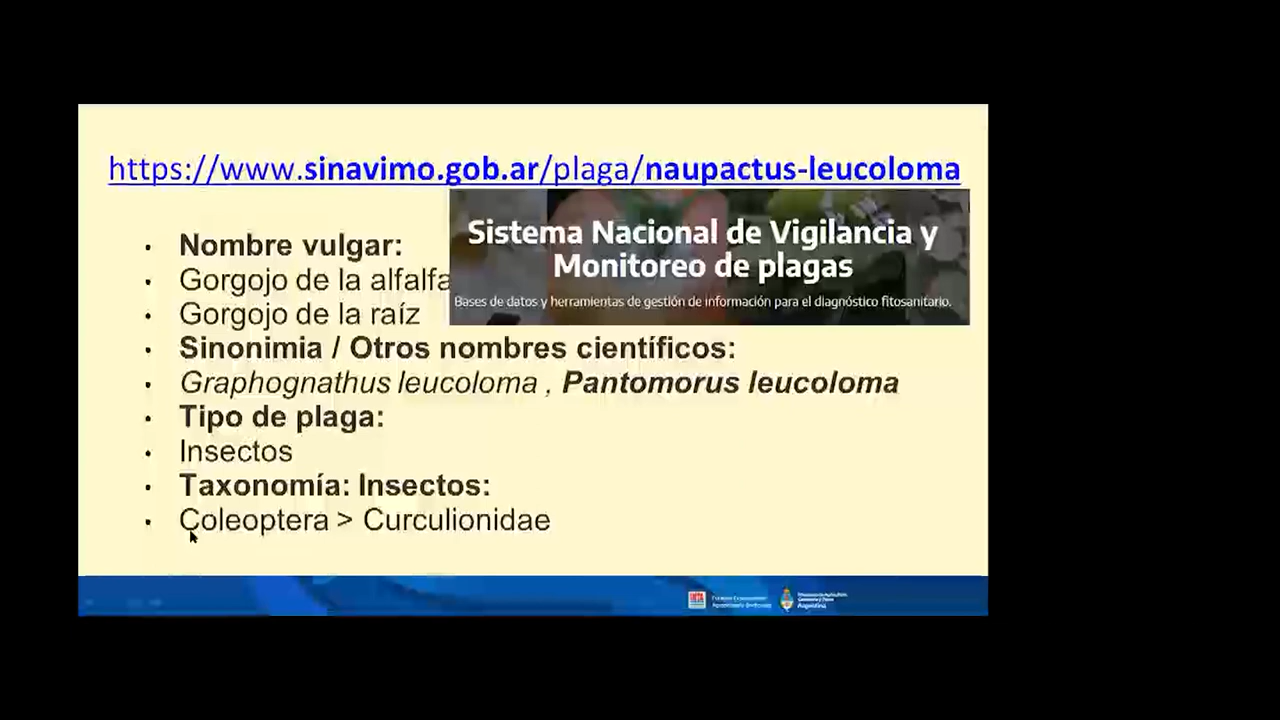 https://www.sinavimo.gob.ar/plaga/naupactus-leucoloma
Sistema Nacional de Vigilancia y
Monitoreo de plagas
Bases de datos y herramientas de gestión de información para el diagnóstico fitosanitario.
• Nombre vulgar:
• Gorgojo de la alfalfa
• Gorgojo de la raíz
• Sinonimia / Otros nombres científicos:
• Graphognathus leucoloma , Pantomorus leucoloma
• Tipo de plaga:
• Insectos
• Taxonomía: Insectos:
• Coleoptera > Curculionidae
Argentina